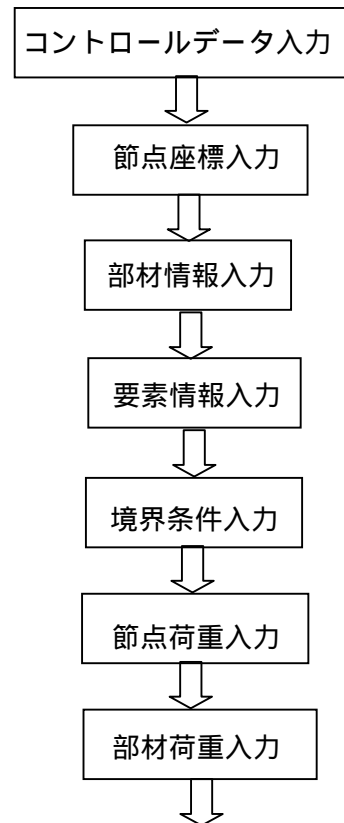 コントロールデータ入力
節点座標入力
部材情報入力
要素情報入力
境界条件入力
節点荷重入力
部材荷重入力